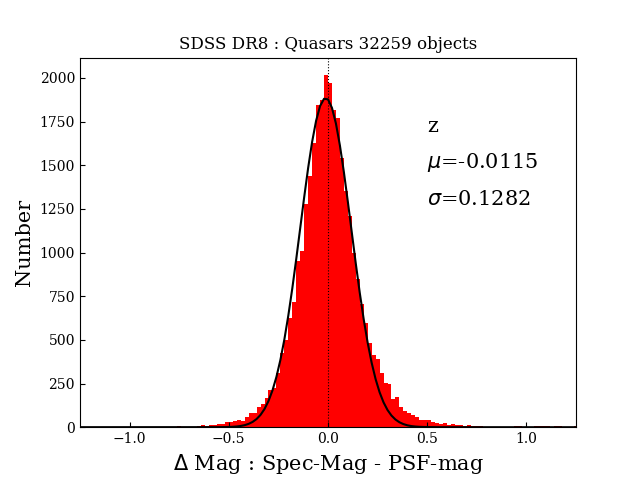 SDSS DR8 : Quasars 32259 objects
2000
1750
1500
1250
1000
750
500
250
0
Number
z
μ=-0.0115
σ=0.1282
−1.0 −0.5 0.0 0.5 1.0
Δ Mag : Spec-Mag - PSF-mag